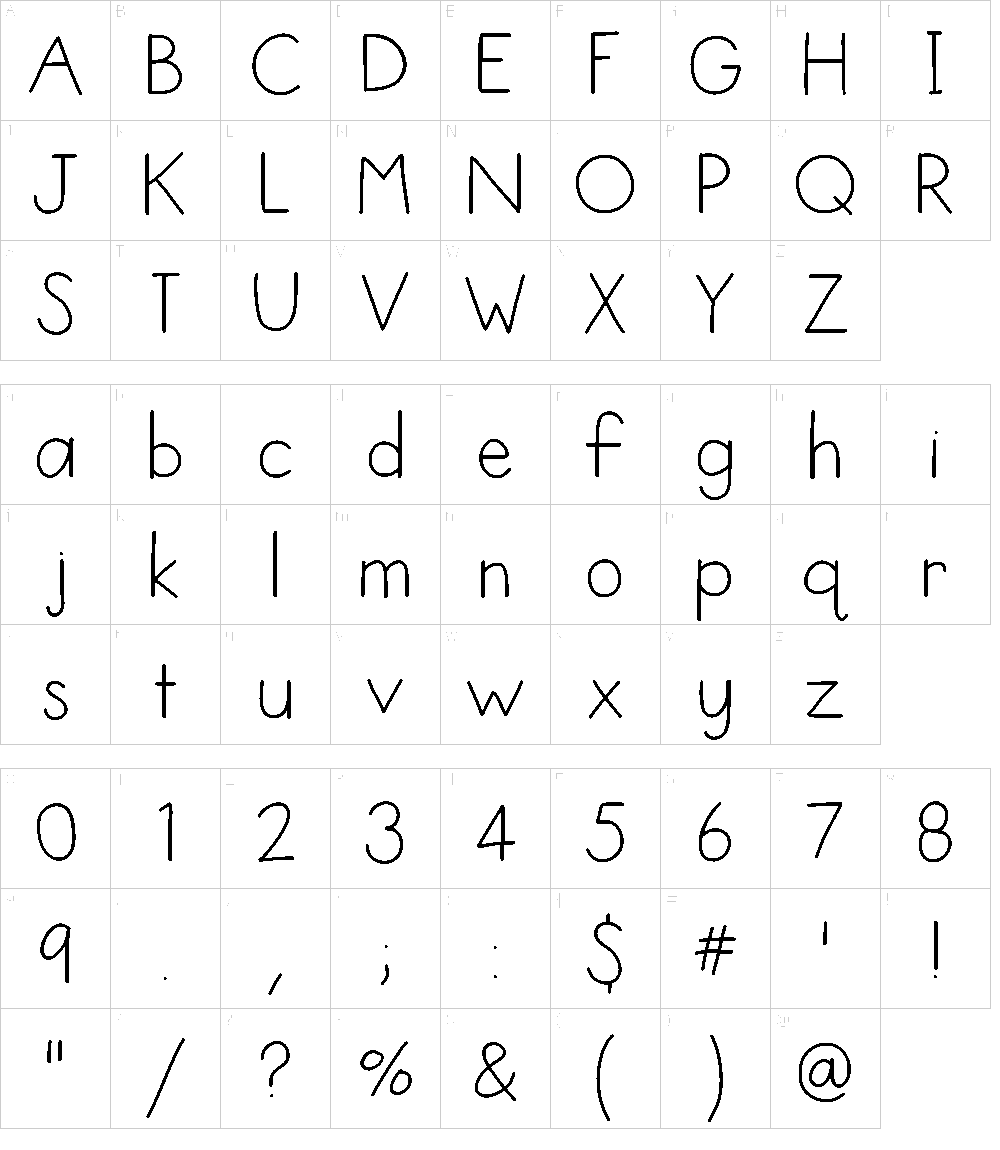 A B C D E F G H I
J K L M N O P Q R
S T U V W X Y Z
a b c d e f g h i
j k l m n o p q r
s t u v w x y z
0 1 2 3 4 5 6 7 8
9 . , ; : $ # ' !
" / ? % & ( ) @